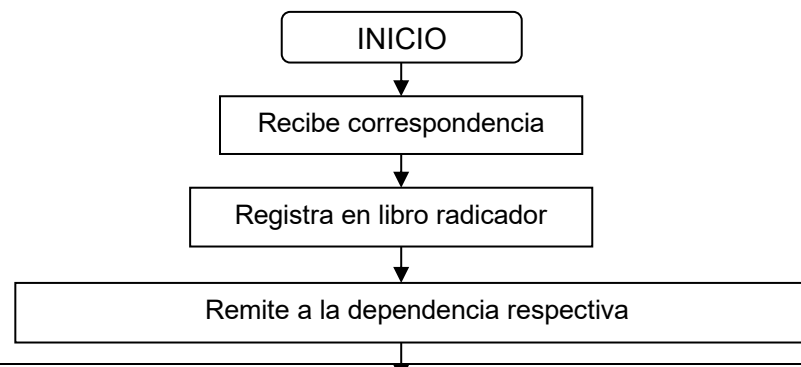 INICIO
Recibe correspondencia
Registra en libro radicador
Remite a la dependencia respectiva